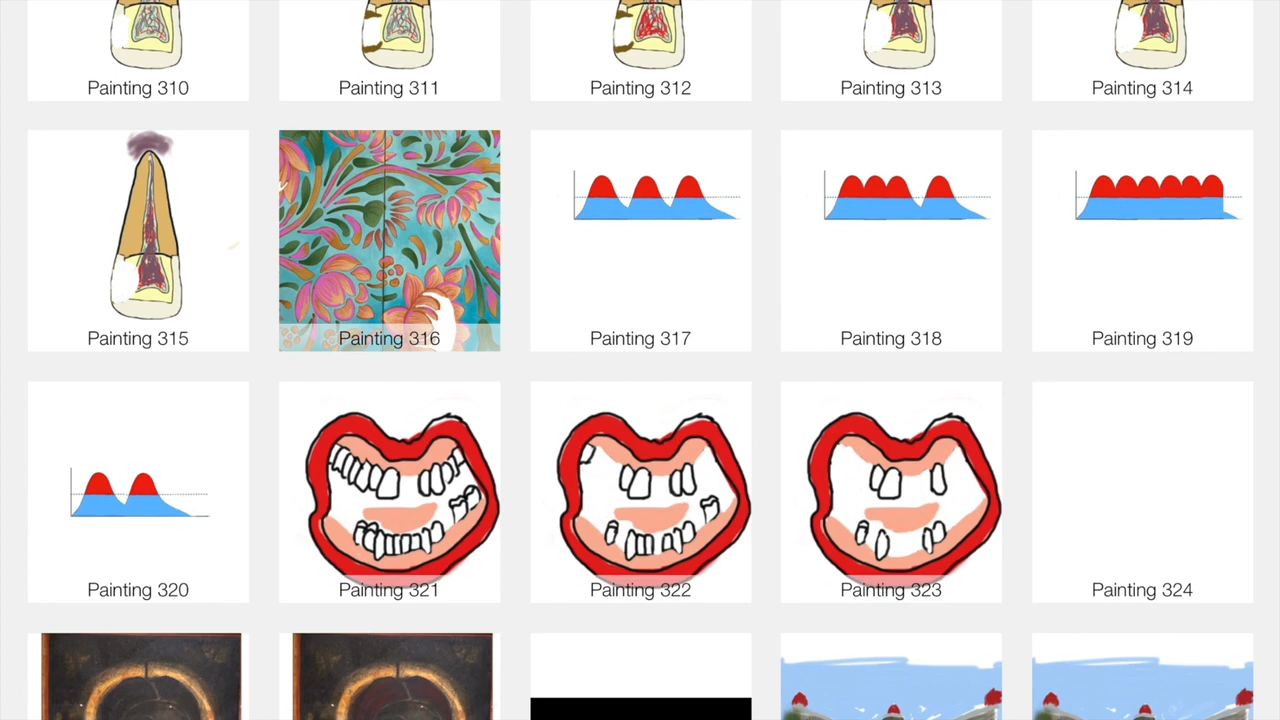 Painting 310
Painting 311
Painting 312
Painting 313
Painting 314
Painting 315
Painting 316
Painting 317
Painting 318
Painting 319
Painting 320
Painting 321
Painting 322
Painting 323
Painting 324